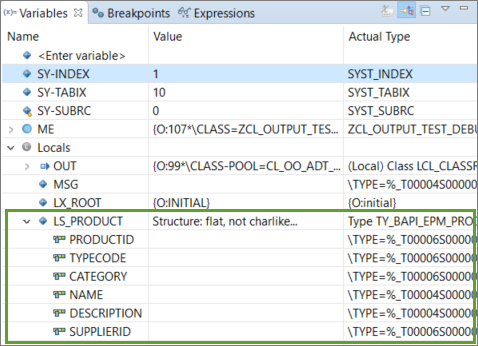 (x)= Variables Breakpoints Expressions
Name Value Actual Type
<Enter variable>
SY-INDEX 1 SYST_INDEX
SY-TABIX 10 SYST_TABIX
SY-SUBRC 0 SYST_SUBRC
ME {O:107*\CLASS=ZCL_OUTPUT_TES... ZCL_OUTPUT_TEST_DEBU
Locals
OUT {O:99*\CLASS-POOL=CL_OO_ADT_... (Local) Class LCL_CLASSR
MSG \TYPE=%_T00004S00000
LX_ROOT {O:INITIAL} {O:initial}
LS_PRODUCT Structure: flat, not charlike... Type TY_BAPI_EPM_PRO
PRODUCTID \TYPE=%_T00006S00000
TYPECODE \TYPE=%_T00006S00000
CATEGORY \TYPE=%_T00006S00000
NAME \TYPE=%_T00004S00000
DESCRIPTION \TYPE=%_T00004S00000
SUPPLIERID \TYPE=%_T00006S00000